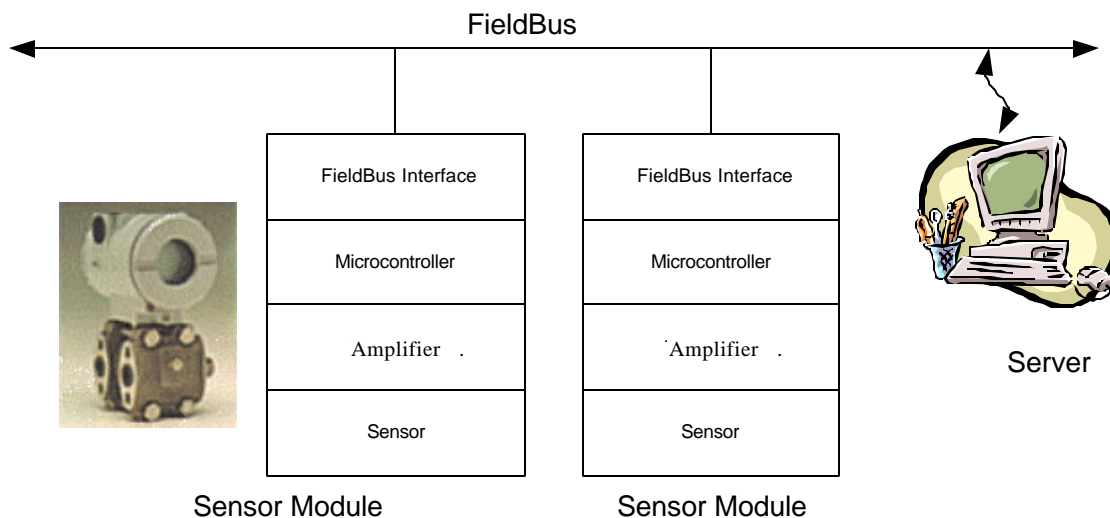 FieldBus
FieldBus Interface
Microcontroller
Amplifier .
Sensor
Sensor Module
FieldBus Interface
Microcontroller
Amplifier .
Sensor
Sensor Module
Server